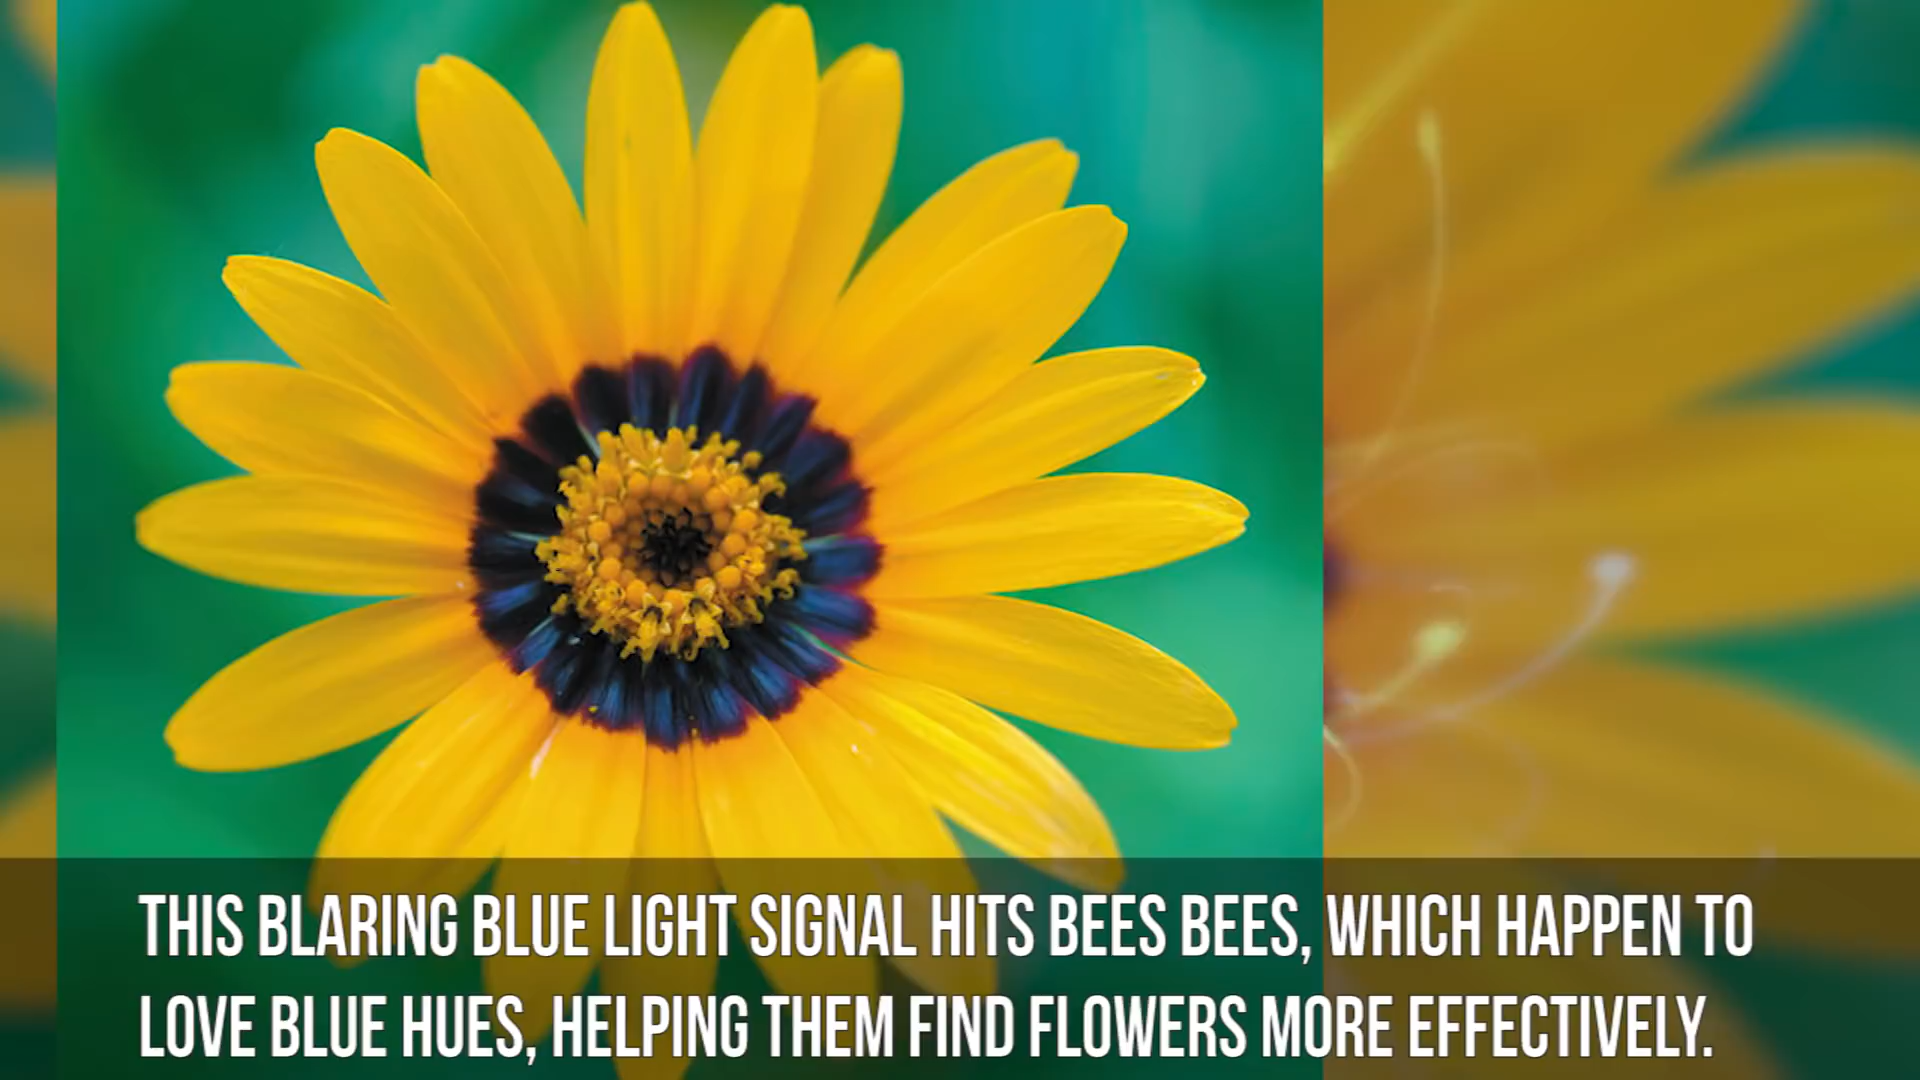 THIS BLARING BLUE LIGHT SIGNAL HITS BEES BEES, WHICH HAPPEN TO
LOVE BLUE HUES, HELPING THEM FIND FLOWERS MORE EFFECTIVELY.